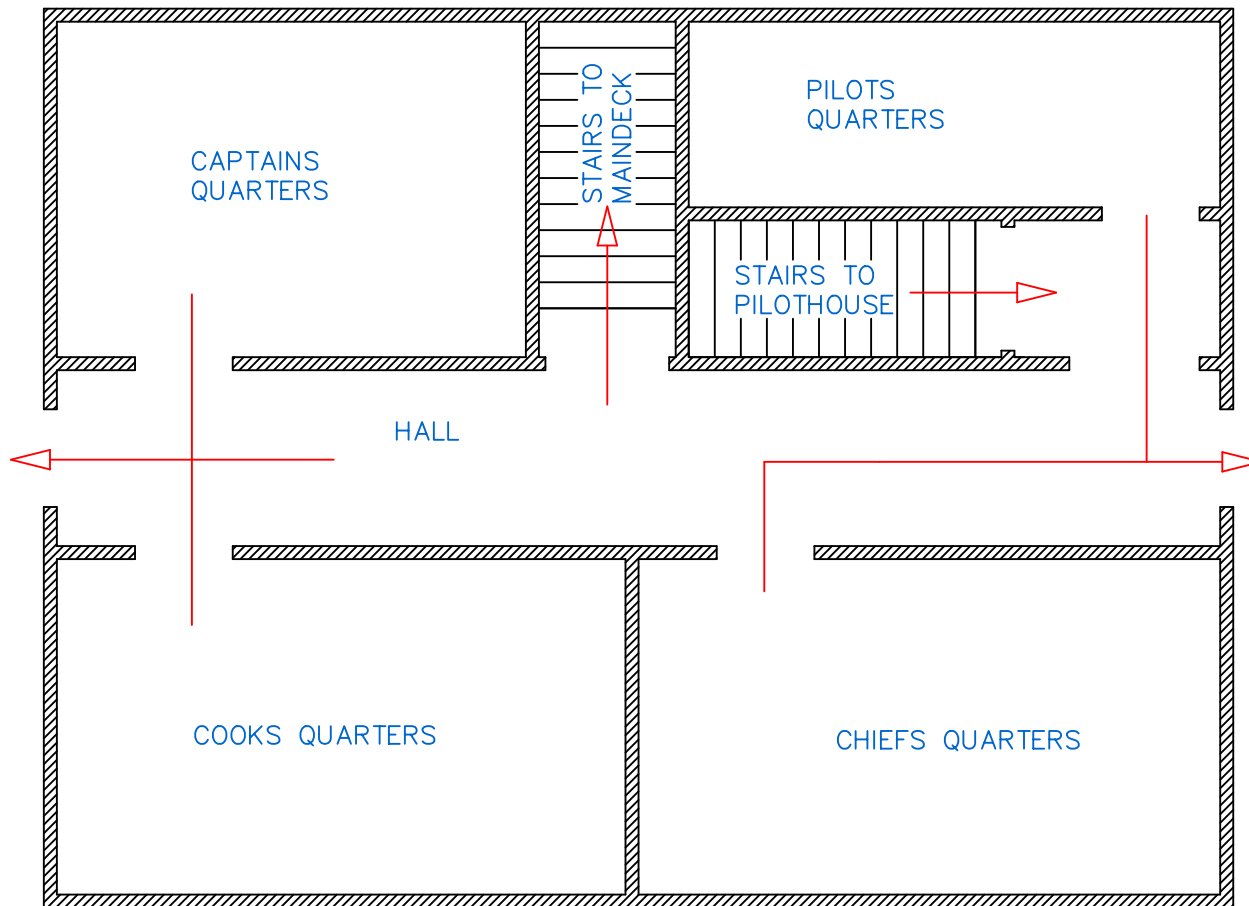 CAPTAINS
QUARTERS
STAIRS TO
MAINDECK
PILOTS
QUARTERS
STAIRS TO
PILOTHOUSE
HALL
COOKS QUARTERS
CHIEFS QUARTERS